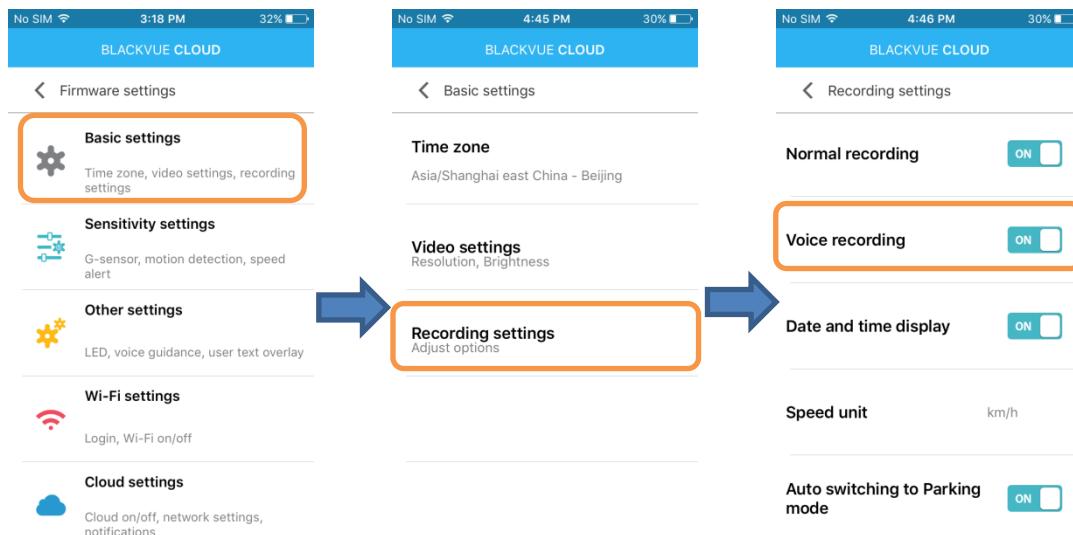 No SIM 3:18 PM 32%
BLACKVUE CLOUD
Firmware settings
Basic settings
Time zone, video settings, recording
settings
Sensitivity settings
G-sensor, motion detection, speed
alert
Other settings
LED, voice guidance, user text overlay
Wi-Fi settings
Login, Wi-Fi on/off
Cloud settings
Cloud on/off, network settings,
notifications
No SIM 4:45 PM 30%
BLACKVUE CLOUD
Basic settings
Time zone
Asia/Shanghai east China - Beijing
Video settings
Resolution, Brightness
Recording settings
Adjust options
No SIM 4:46 PM 30%
BLACKVUE CLOUD
Recording settings
Normal recording ON
Voice recording ON
Date and time display ON
Speed unit km/h
Auto switching to Parking
mode ON